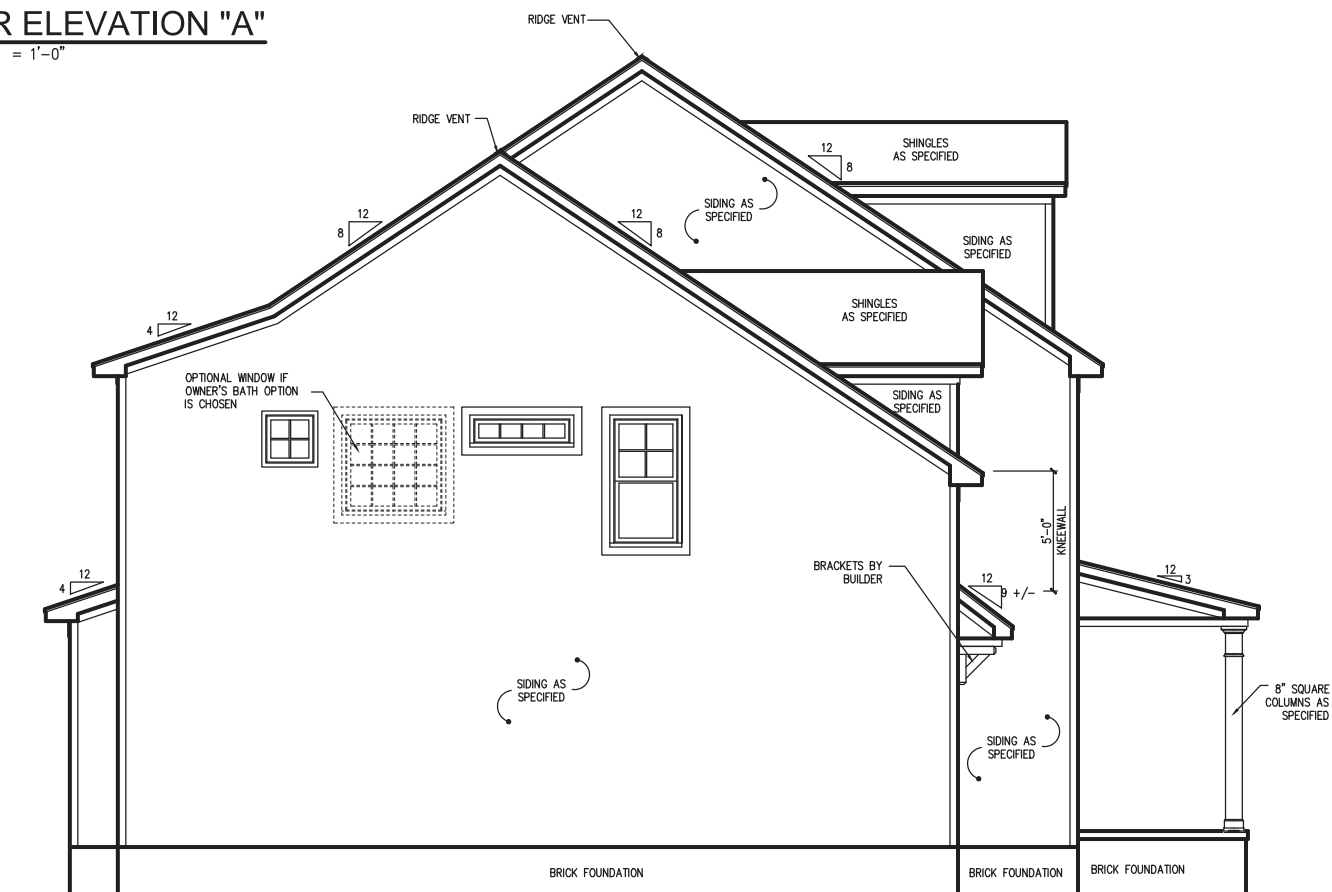 R ELEVATION "A"
= 1'-0"
RIDGE VENT
RIDGE VENT
12
8
SHINGLES
AS SPECIFIED
SIDING AS
SPECIFIED
12
8
12
8
SIDING AS
SPECIFIED
12
4
SHINGLES
AS SPECIFIED
OPTIONAL WINDOW IF
OWNER'S BATH OPTION
IS CHOSEN
SIDING AS
SPECIFIED
5'-0"
KNEEWALL
BRACKETS BY
BUILDER
12
9 +/-
12
3
12
4
SIDING AS
SPECIFIED
8" SQUARE
COLUMNS AS
SPECIFIED
SIDING AS
SPECIFIED
BRICK FOUNDATION
BRICK FOUNDATION
BRICK FOUNDATION